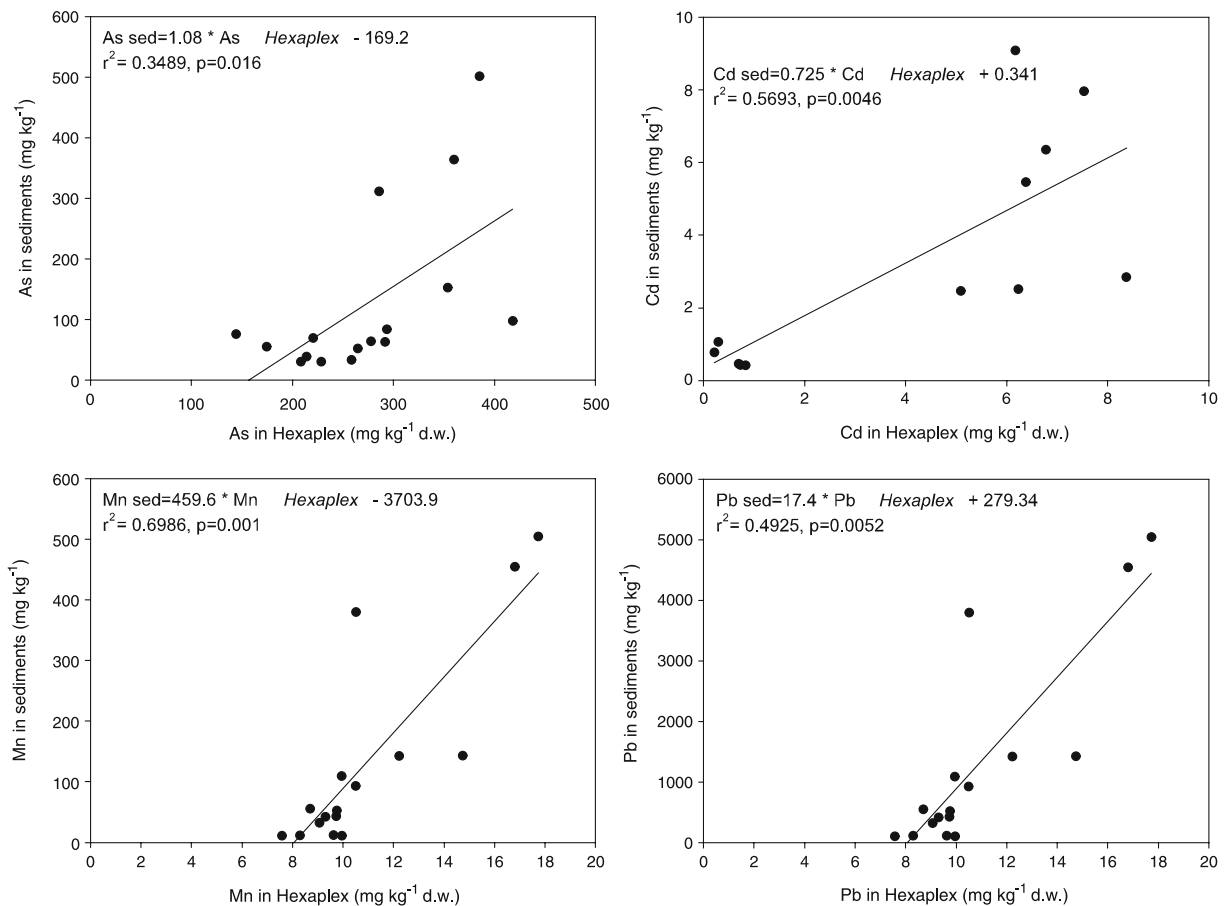 As sed=1.08 * As Hexaplex - 169.2
r²= 0.3489, p=0.016
600
500
400
300
200
100
0
As in sediments (mg kg⁻¹)
0 100 200 300 400 500
As in Hexaplex (mg kg⁻¹ d.w.)
Cd sed=0.725 * Cd Hexaplex + 0.341
r²= 0.5693, p=0.0046
10
8
6
4
2
0
Cd in sediments (mg kg⁻¹)
0 2 4 6 8 10
Cd in Hexaplex (mg kg⁻¹ d.w.)
Mn sed=459.6 * Mn Hexaplex - 3703.9
r²= 0.6986, p=0.001
600
500
400
300
200
100
0
Mn in sediments (mg kg⁻¹)
0 2 4 6 8 10 12 14 16 18 20
Mn in Hexaplex (mg kg⁻¹ d.w.)
Pb sed=17.4 * Pb Hexaplex + 279.34
r²= 0.4925, p=0.0052
6000
5000
4000
3000
2000
1000
0
Pb in sediments (mg kg⁻¹)
0 2 4 6 8 10 12 14 16 18 20
Pb in Hexaplex (mg kg⁻¹ d.w.)